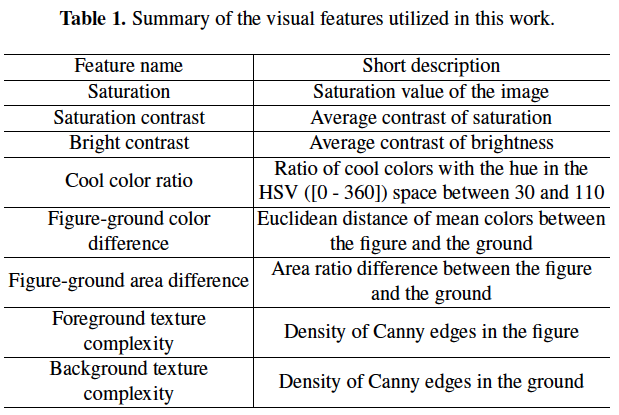 Table 1. Summary of the visual features utilized in this work.
Feature name Short description
Saturation Saturation value of the image
Saturation contrast Average contrast of saturation
Bright contrast Average contrast of brightness
Cool color ratio Ratio of cool colors with the hue in the
HSV ([0 - 360]) space between 30 and 110
Figure-ground color
difference
Euclidean distance of mean colors between
the figure and the ground
Figure-ground area difference
Area ratio difference between the figure
and the ground
Foreground texture
complexity
Density of Canny edges in the figure
Background texture
complexity
Density of Canny edges in the ground